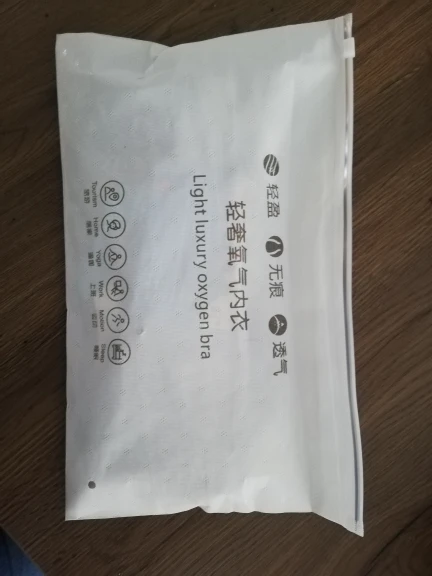 轻盈 无痕 透气
轻奢氧气内衣
Light luxury oxygen bra
Tourism Home Yoga Work Motion Sleep
旅游 居家 瑜伽 上班 运动 睡眠